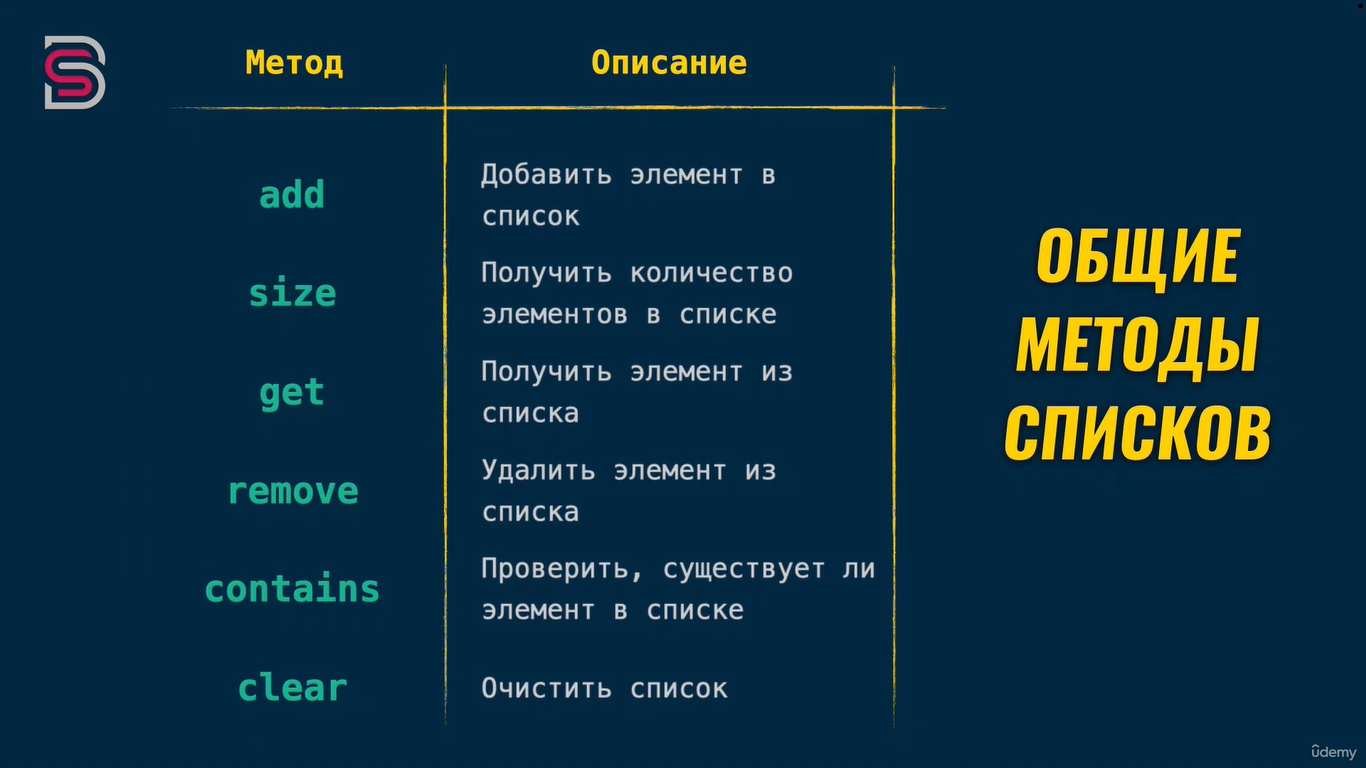 Метод
Описание
add
Добавить элемент в
список
size
Получить количество
элементов в списке
get
Получить элемент из
списка
remove
Удалить элемент из
списка
contains
Проверить, существует ли
элемент в списке
clear
Очистить список
ОБЩИЕ
МЕТОДЫ
СПИСКОВ
ûdemy